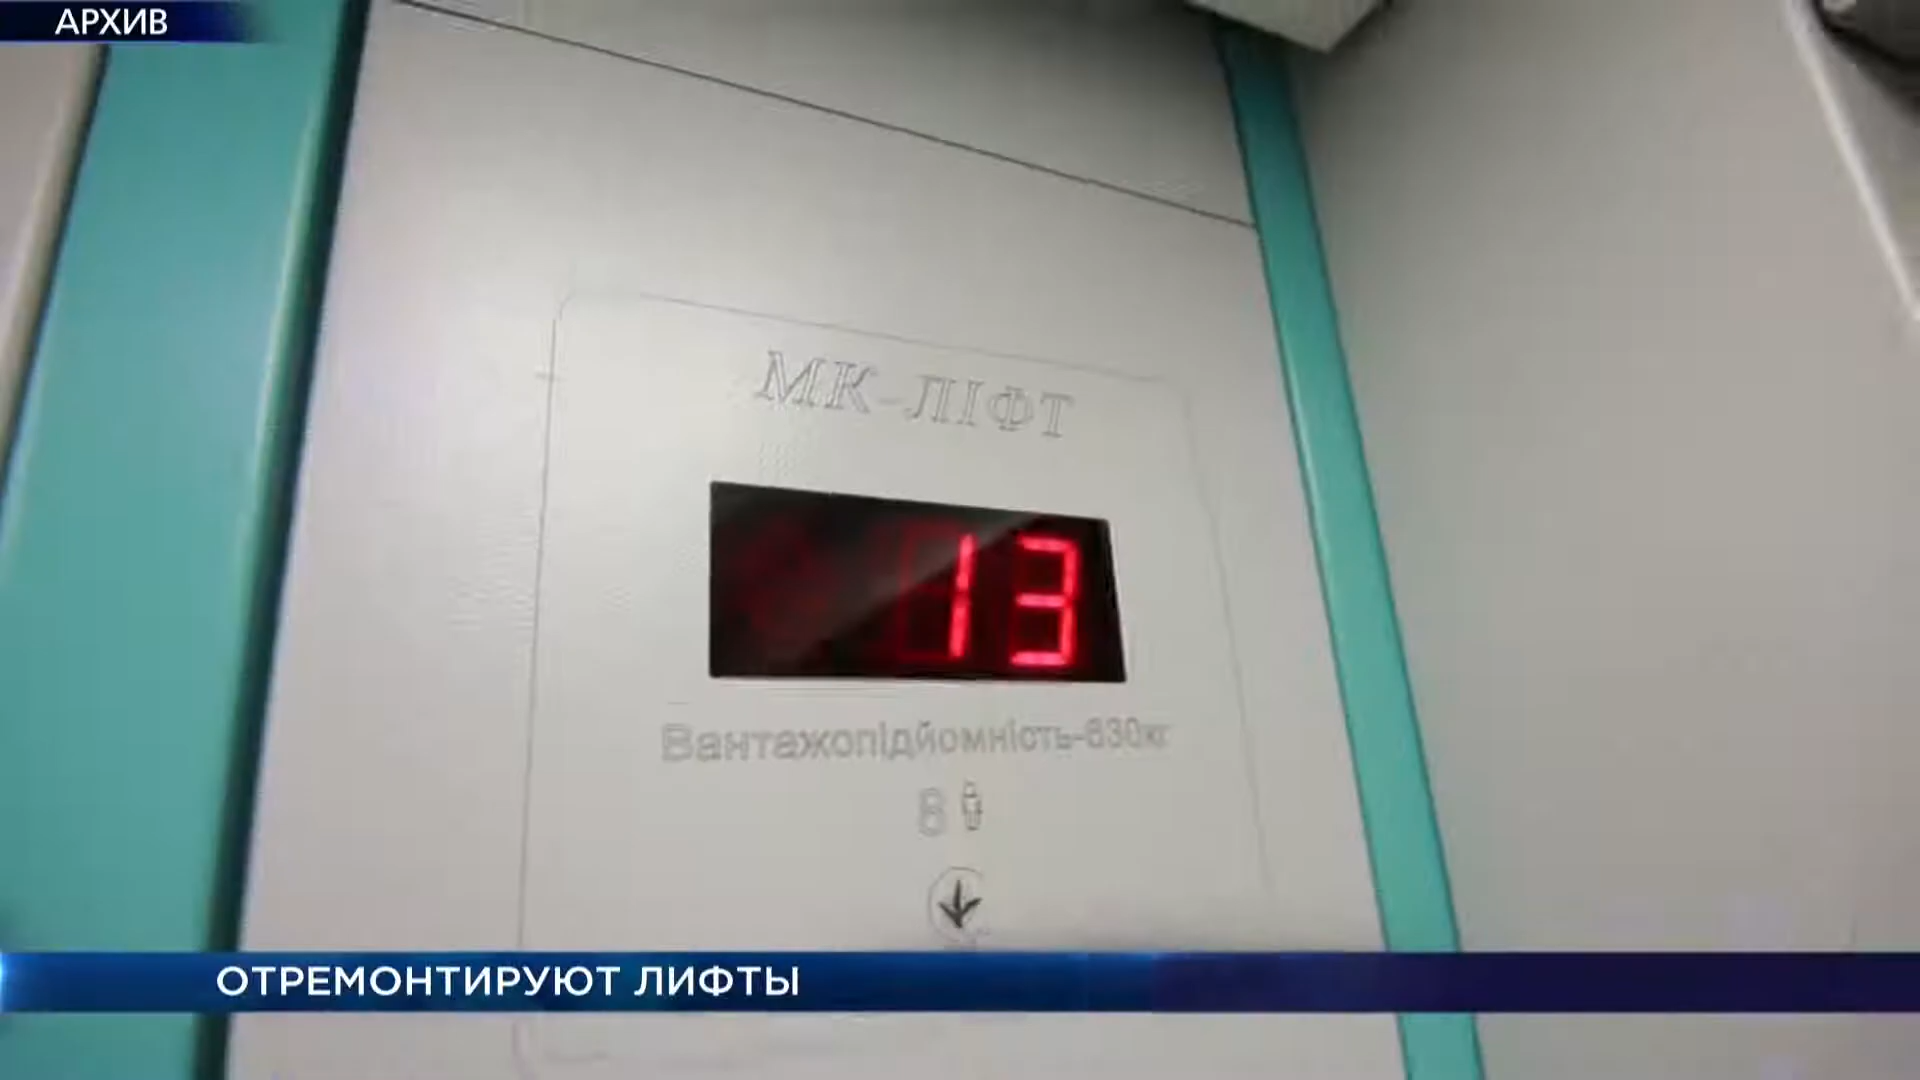 АРХИВ
МК-ЛІФТ
13
Вантажопідйомність-630кг
8
ОТРЕМОНТИРУЮТ ЛИФТЫ